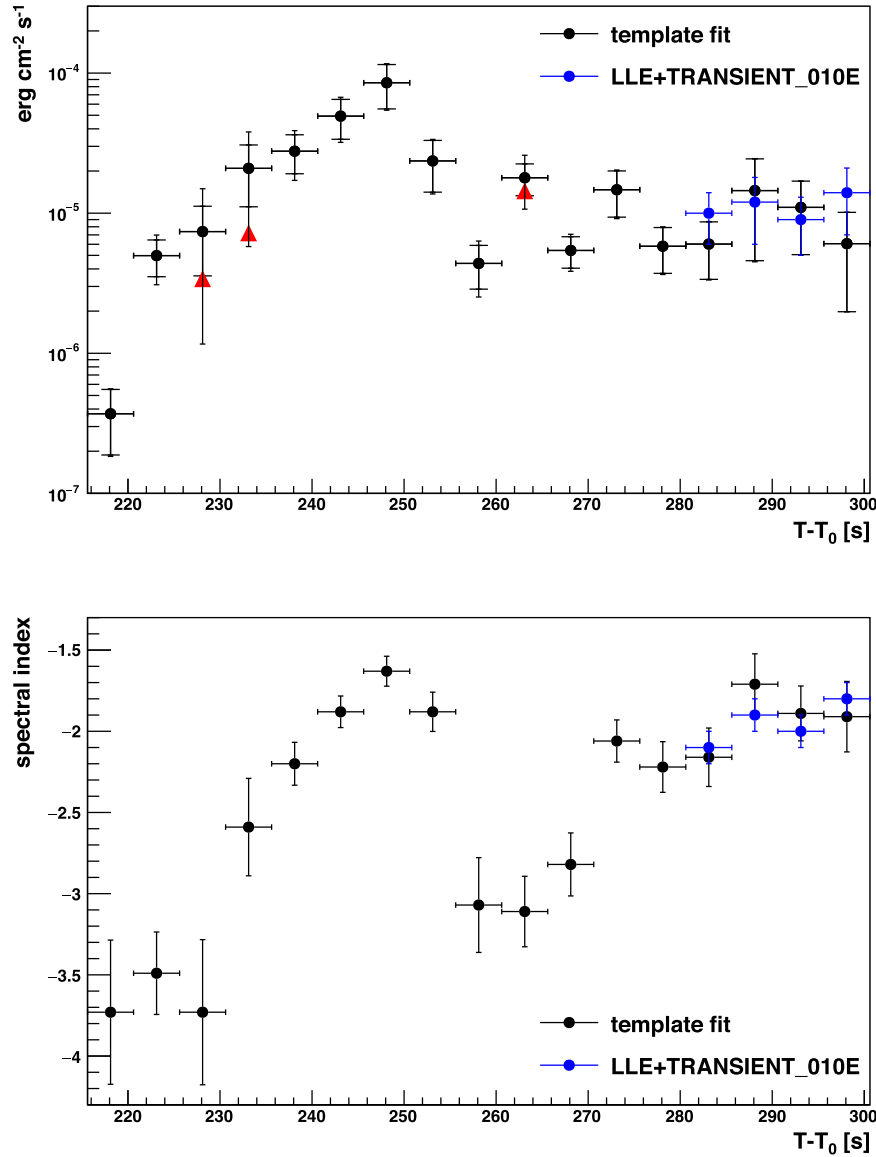 erg cm⁻² s⁻¹
template fit
LLE+TRANSIENT_010E
10⁻⁴
10⁻⁵
10⁻⁶
10⁻⁷
220 230 240 250 260 270 280 290 300
T-T₀ [s]
spectral index
−1.5
−2
−2.5
−3
−3.5
−4
template fit
LLE+TRANSIENT_010E
220 230 240 250 260 270 280 290 300
T-T₀ [s]